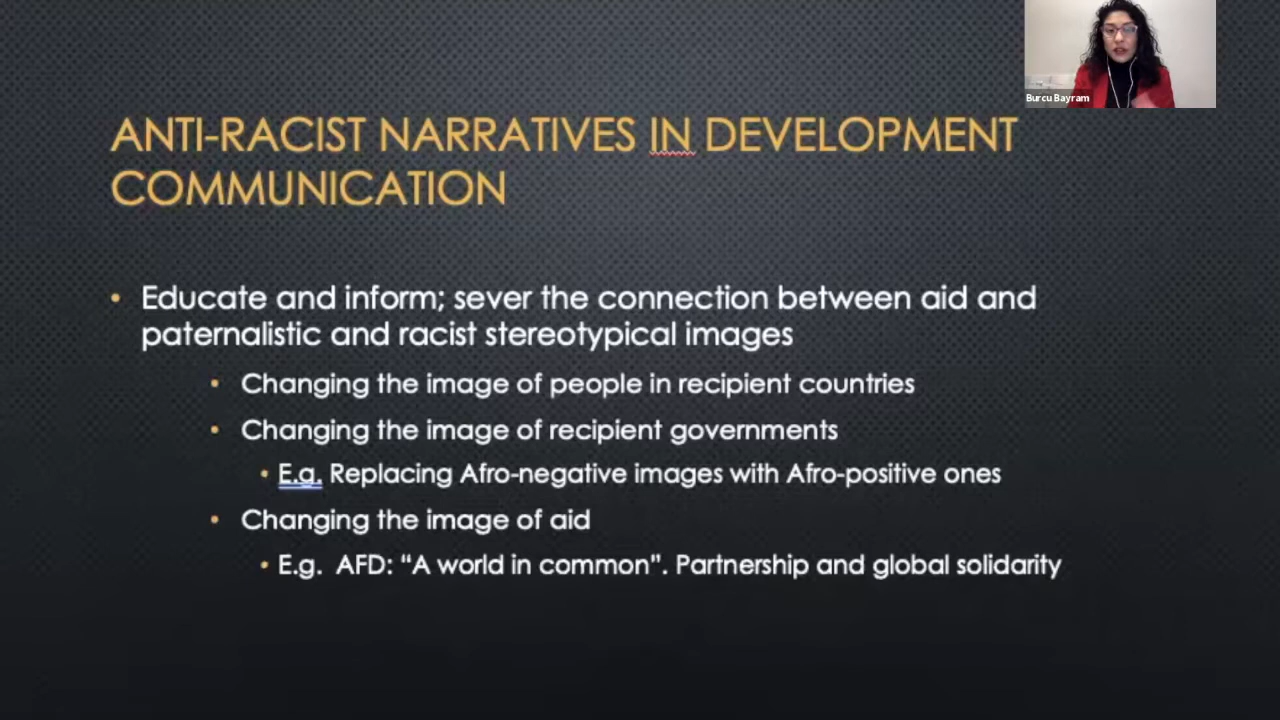 Burcu Bayram
ANTI-RACIST NARRATIVES IN DEVELOPMENT
COMMUNICATION
• Educate and inform; sever the connection between aid and
paternalistic and racist stereotypical images
• Changing the image of people in recipient countries
• Changing the image of recipient governments
• E.g. Replacing Afro-negative images with Afro-positive ones
• Changing the image of aid
• E.g. AFD: “A world in common”. Partnership and global solidarity